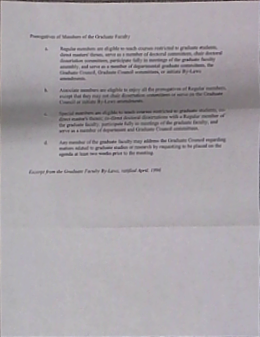 Prerogatives of Members of the Graduate Faculty
a. Regular members are eligible to teach courses restricted to graduate students,
direct masters' theses, serve as a member of doctoral committees, chair doctoral
dissertation committees, participate fully in meetings of the graduate faculty
assembly, and serve as a member of departmental graduate committees, the
Graduate Council, Graduate Council committees, or initiate By-Laws
amendments.
b. Associate members are eligible to enjoy all the prerogatives of Regular members,
except that they may not chair dissertation committees or serve on the Graduate
Council or initiate By-Laws amendments.
c. Special members are eligible to teach courses restricted to graduate students,
direct master's theses, co-direct doctoral dissertations with a Regular member of
the graduate faculty, participate fully in meetings of the graduate faculty, and
serve as a member of department and Graduate Council committees.
d. Any member of the graduate faculty may address the Graduate Council regarding
matters related to graduate studies or research by requesting to be placed on the
agenda at least two weeks prior to the meeting.
Excerpt from the Graduate Faculty By-Laws, ratified April,